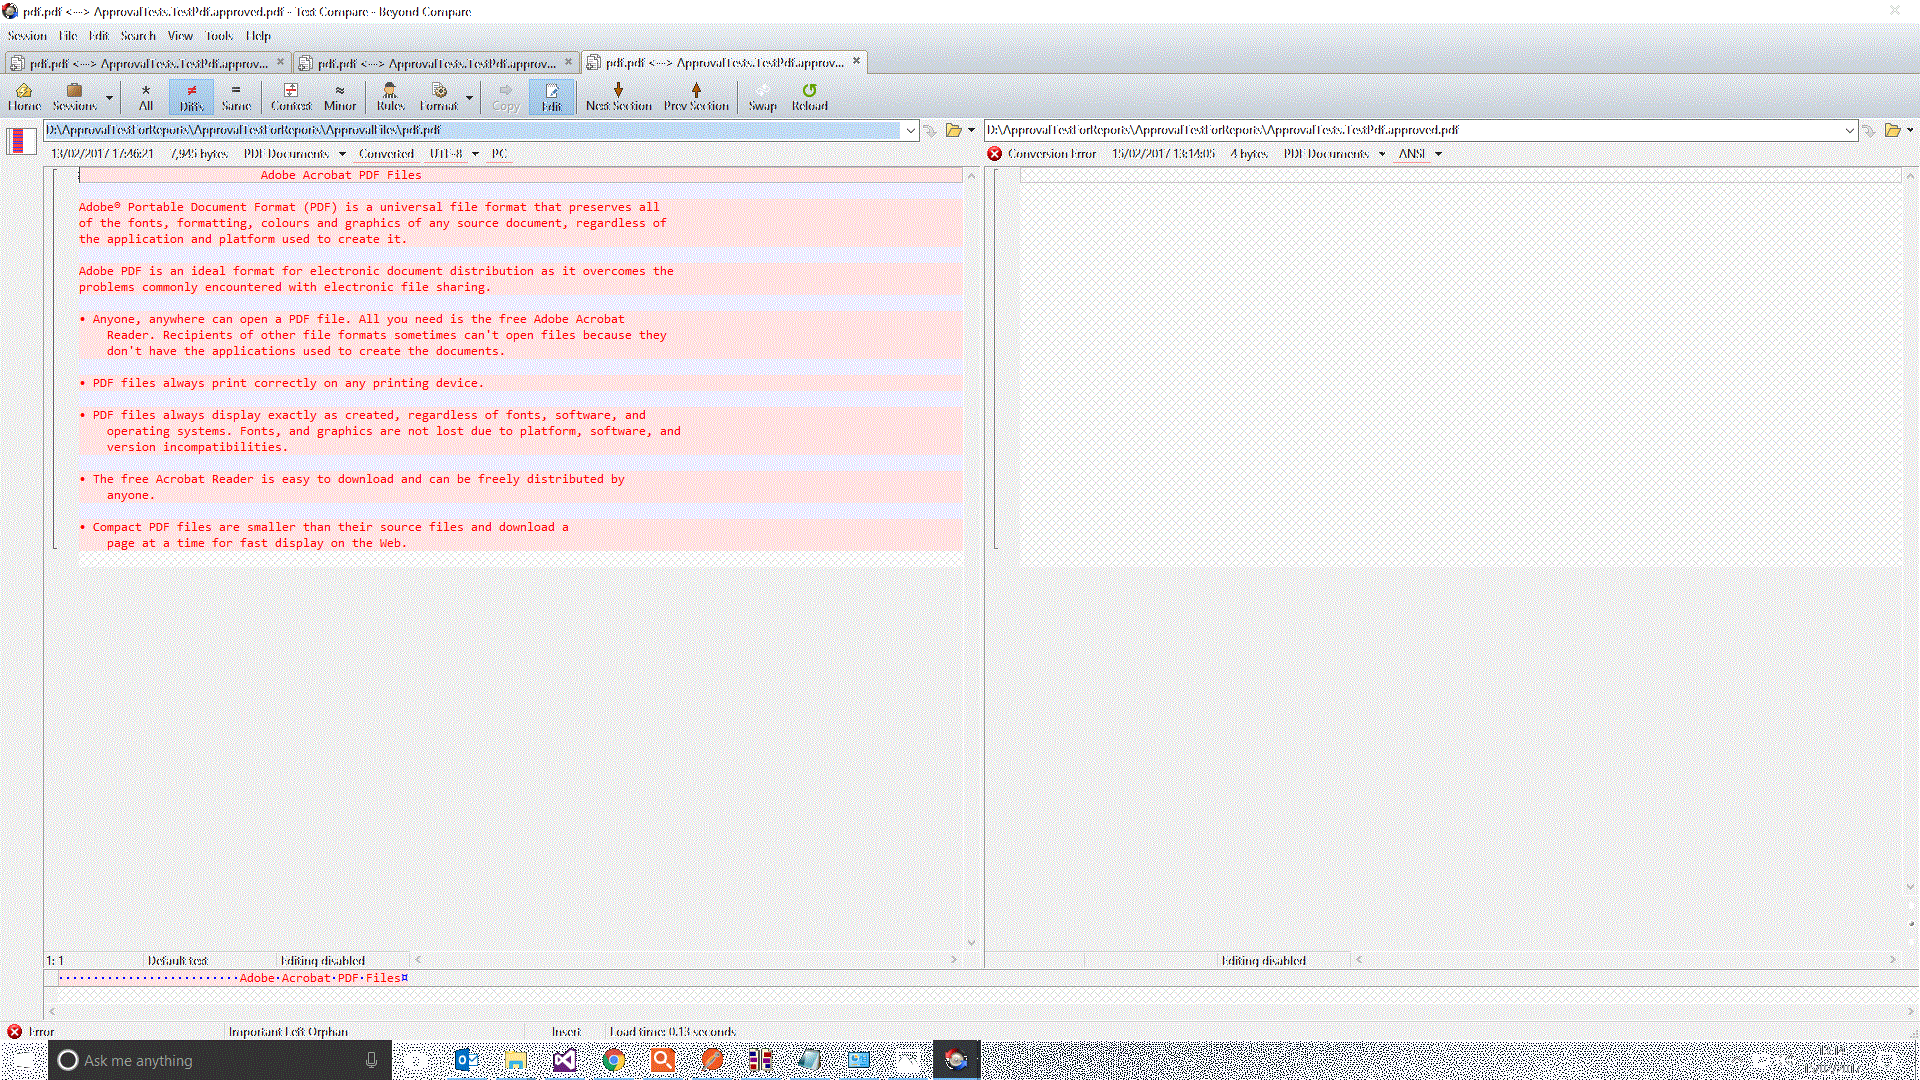 pdf.pdf <---> ApprovalTests.TestPdf.approved.pdf - Text Compare - Beyond Compare
Session File Edit Search View Tools Help
pdf.pdf <---> ApprovalTests.TestPdf.approv... pdf.pdf <---> ApprovalTests.TestPdf.approv... pdf.pdf <---> ApprovalTests.TestPdf.approv...
Home Sessions All Diffs Same Context Minor Rules Format Copy Edit Next Section Prev Section Swap Reload
D:\ApprovalTestForReports\ApprovalTestForReports\ApprovalFiles\pdf.pdf
13/02/2017 17:46:21 7,945 bytes PDF Documents Converted UTF-8 PC
D:\ApprovalTestForReports\ApprovalTestForReports\ApprovalTests.TestPdf.approved.pdf
Conversion Error 15/02/2017 13:14:05 4 bytes PDF Documents ANSI
Adobe Acrobat PDF Files
Adobe® Portable Document Format (PDF) is a universal file format that preserves all
of the fonts, formatting, colours and graphics of any source document, regardless of
the application and platform used to create it.
Adobe PDF is an ideal format for electronic document distribution as it overcomes the
problems commonly encountered with electronic file sharing.
• Anyone, anywhere can open a PDF file. All you need is the free Adobe Acrobat
Reader. Recipients of other file formats sometimes can't open files because they
don't have the applications used to create the documents.
• PDF files always print correctly on any printing device.
• PDF files always display exactly as created, regardless of fonts, software, and
operating systems. Fonts, and graphics are not lost due to platform, software, and
version incompatibilities.
• The free Acrobat Reader is easy to download and can be freely distributed by
anyone.
• Compact PDF files are smaller than their source files and download a
page at a time for fast display on the Web.
1: 1 Default text Editing disabled
Editing disabled
··························Adobe·Acrobat·PDF·Files¤
Error Important Left Orphan Insert Load time: 0.13 seconds
Ask me anything